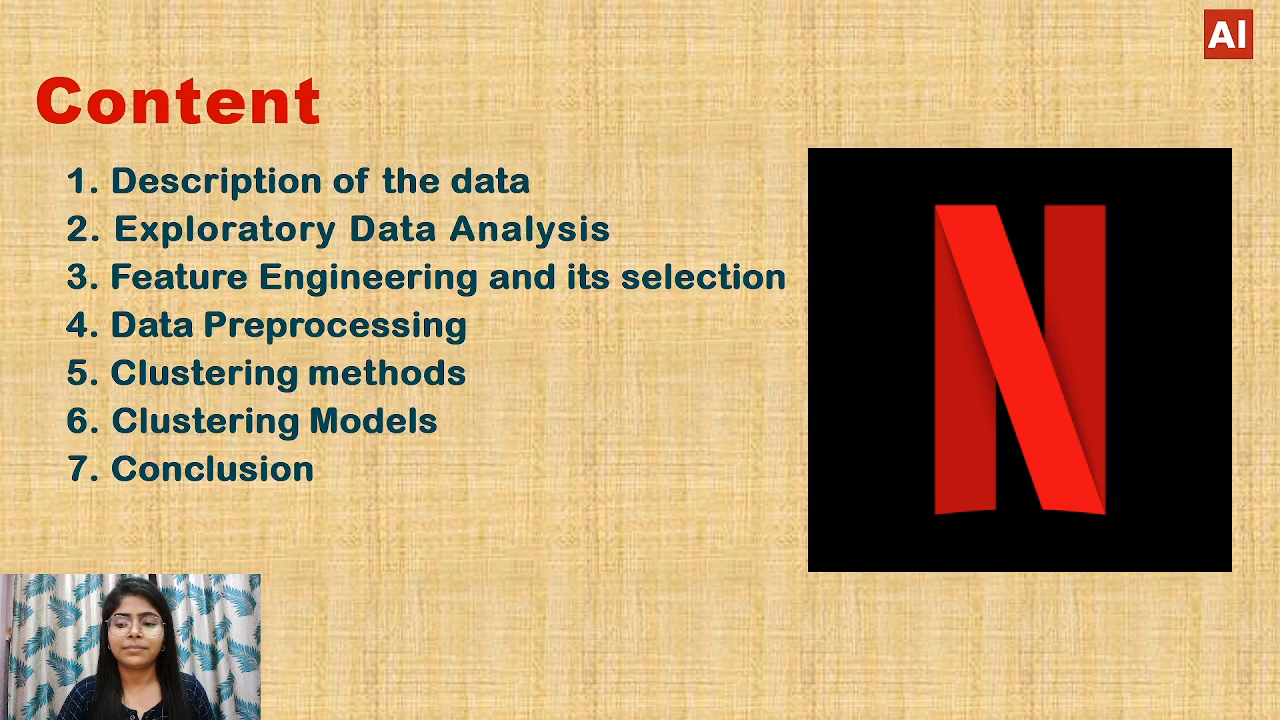 AI
Content
1. Description of the data
2. Exploratory Data Analysis
3. Feature Engineering and its selection
4. Data Preprocessing
5. Clustering methods
6. Clustering Models
7. Conclusion
N